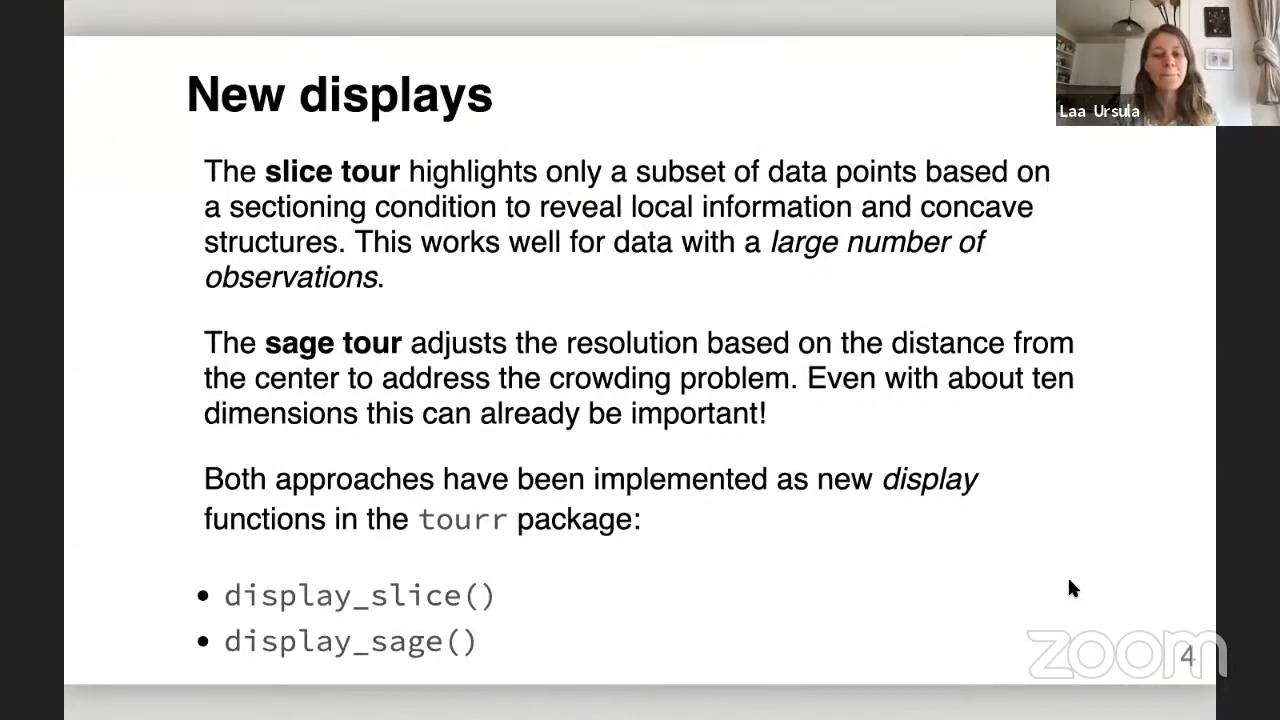 New displays
Laa Ursula
The slice tour highlights only a subset of data points based on
a sectioning condition to reveal local information and concave
structures. This works well for data with a large number of
observations.
The sage tour adjusts the resolution based on the distance from
the center to address the crowding problem. Even with about ten
dimensions this can already be important!
Both approaches have been implemented as new display
functions in the tourr package:
• display_slice()
• display_sage()
zoom
4